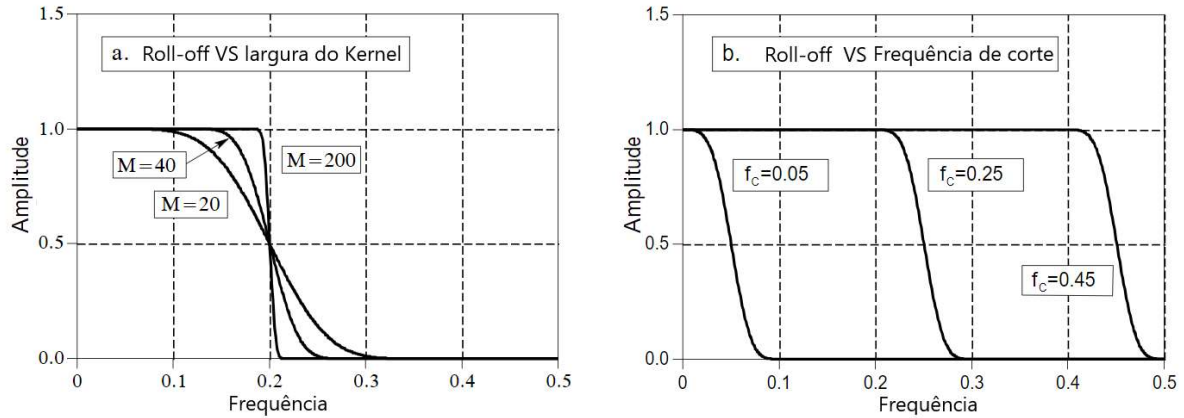 a. Roll-off VS largura do Kernel
1.5
1.0
0.5
0.0
Amplitude
M=40
M=200
M=20
0 0.1 0.2 0.3 0.4 0.5
Frequência
b. Roll-off VS Frequência de corte
1.5
1.0
0.5
0.0
Amplitude
fc=0.05
fc=0.25
fc=0.45
0 0.1 0.2 0.3 0.4 0.5
Frequência